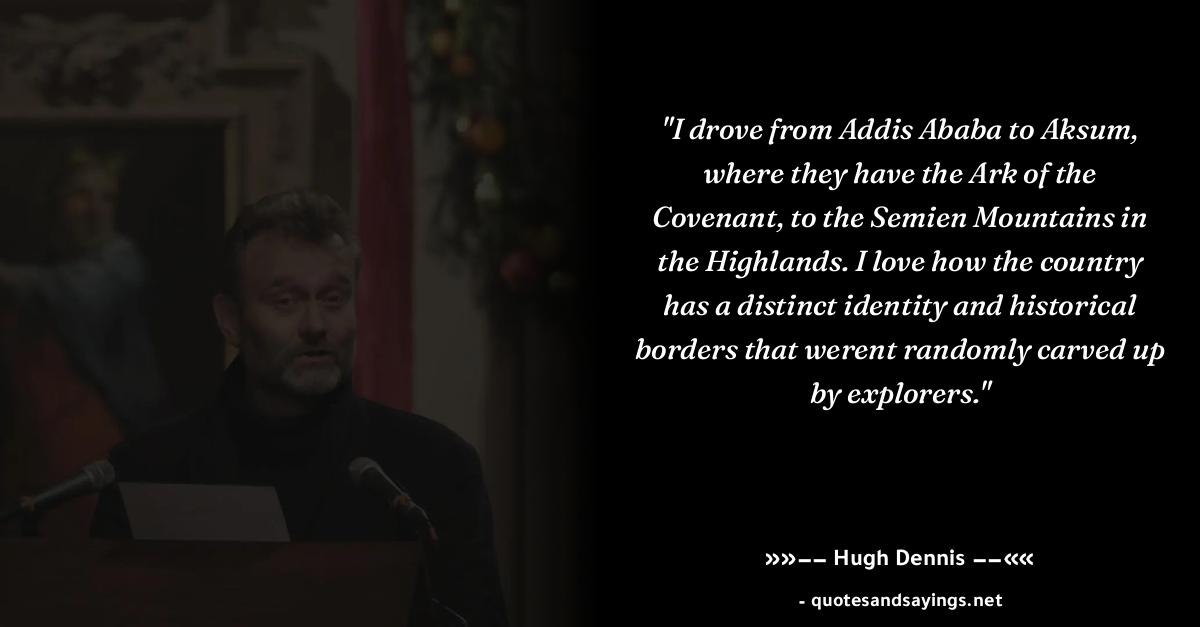 "I drove from Addis Ababa to Aksum,
where they have the Ark of the
Covenant, to the Semien Mountains in
the Highlands. I love how the country
has a distinct identity and historical
borders that werent randomly carved up
by explorers."
»»−− Hugh Dennis −−««
- quotesandsayings.net